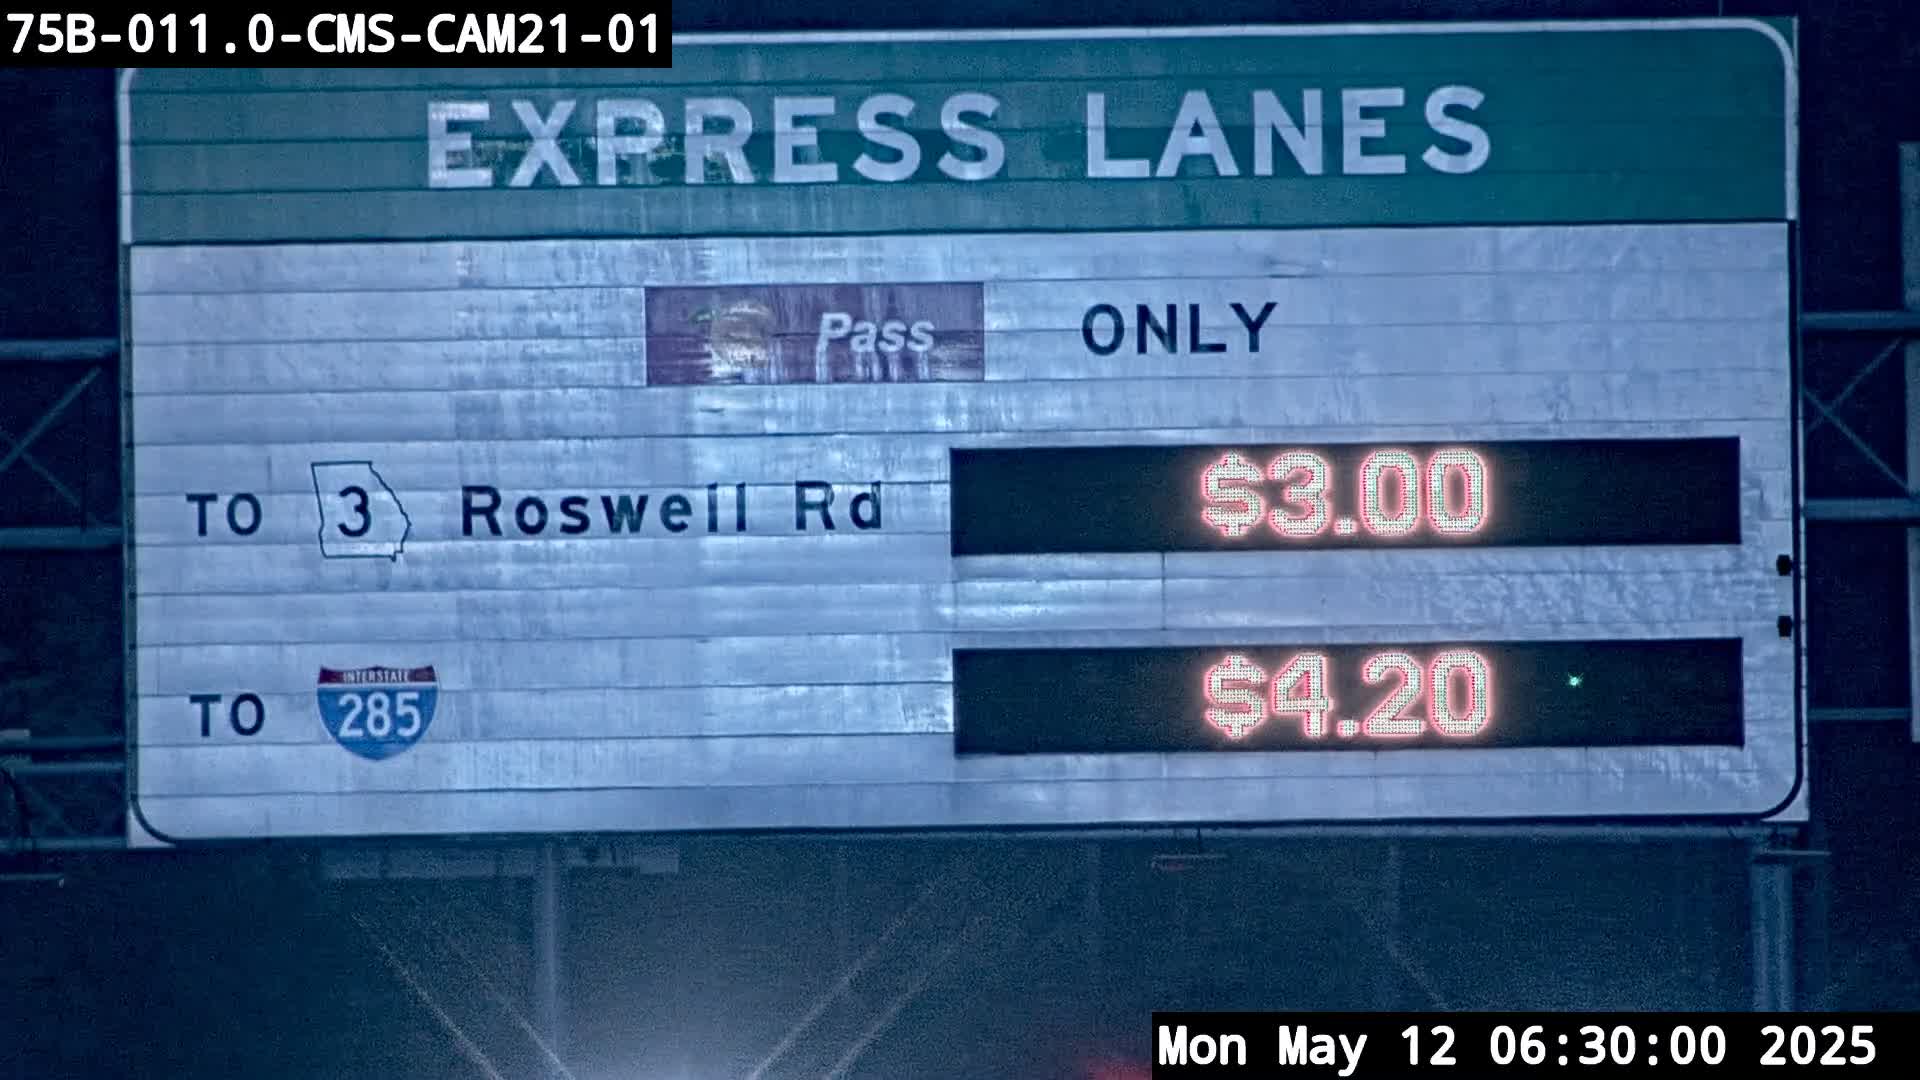 75B-011.0-CMS-CAM21-01
EXPRESS LANES
Pass ONLY
TO 3 Roswell Rd $3.00
TO INTERSTATE 285 $4.20
Mon May 12 06:30:00 2025